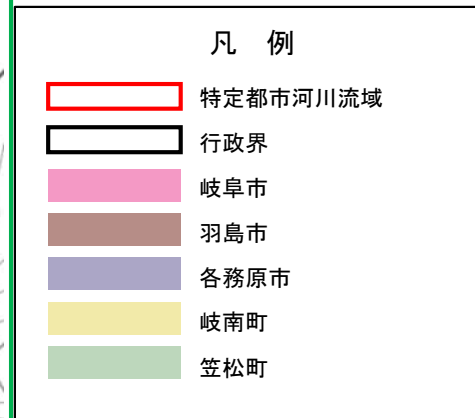 凡 例
特定都市河川流域
行政界
岐阜市
羽島市
各務原市
岐南町
笠松町